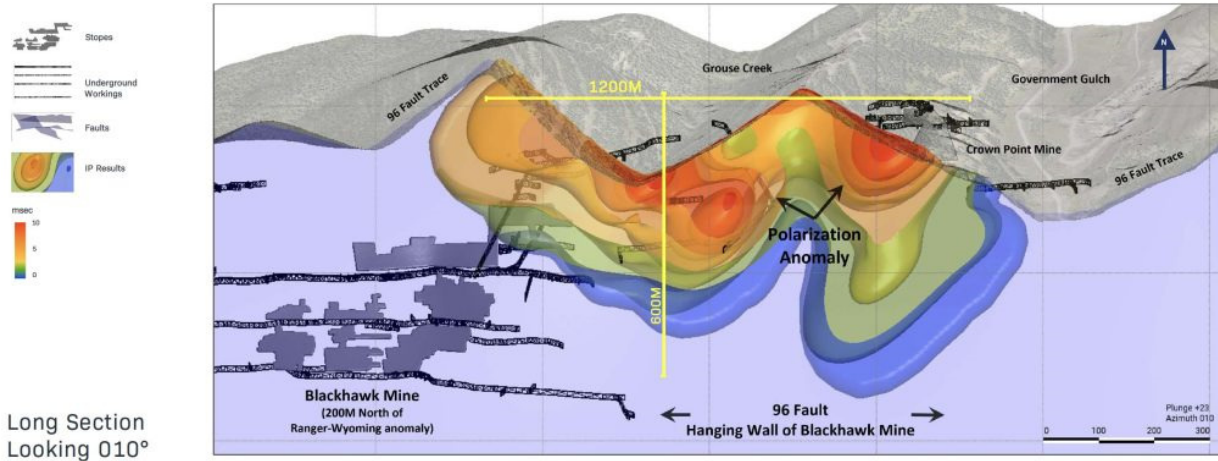 Stopes
Underground
Workings
Faults
IP Results
msec
10
5
0
Long Section
Looking 010°
96 Fault Trace
1200M
Grouse Creek
Government Gulch
N
Crown Point Mine
96 Fault Trace
Polarization
Anomaly
600M
Blackhawk Mine
(200M North of
Ranger-Wyoming anomaly)
96 Fault
Hanging Wall of Blackhawk Mine
Plunge +23
Azimuth 010
0 100 200 300